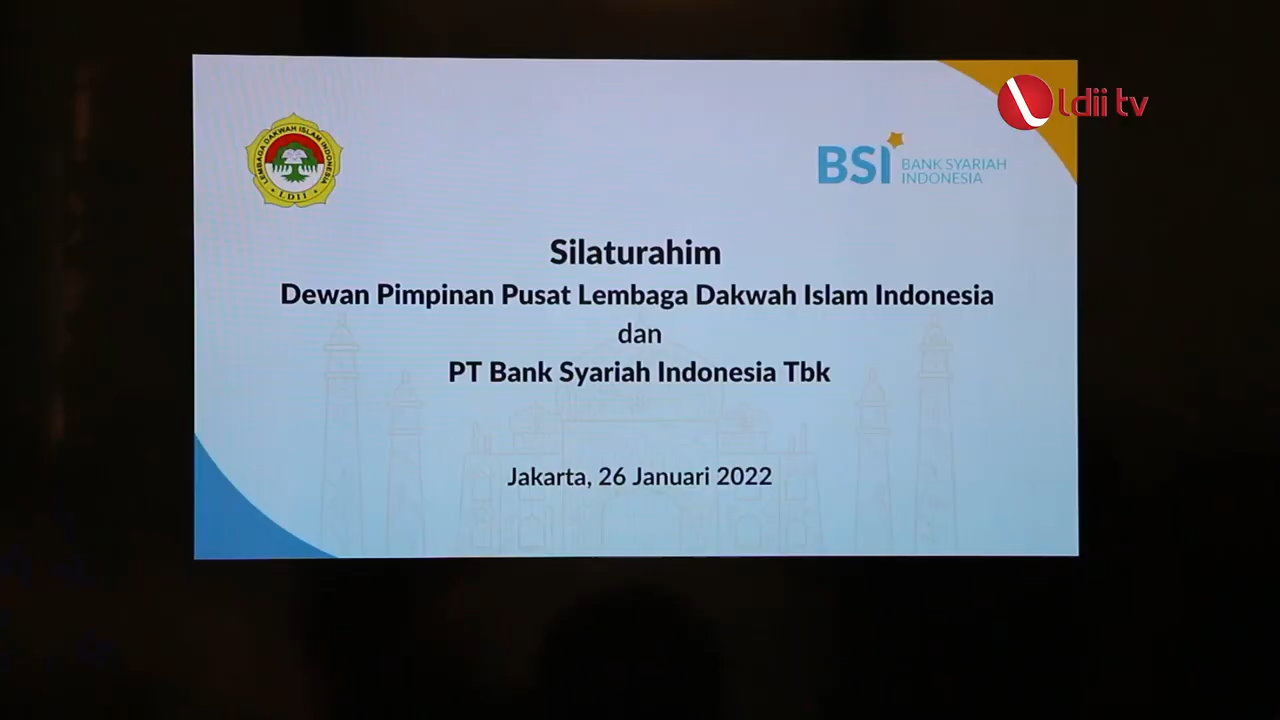 ldii tv
LEMBAGA DAKWAH ISLAM INDONESIA
LDII
BSI BANK SYARIAH
INDONESIA
Silaturahim
Dewan Pimpinan Pusat Lembaga Dakwah Islam Indonesia
dan
PT Bank Syariah Indonesia Tbk
Jakarta, 26 Januari 2022